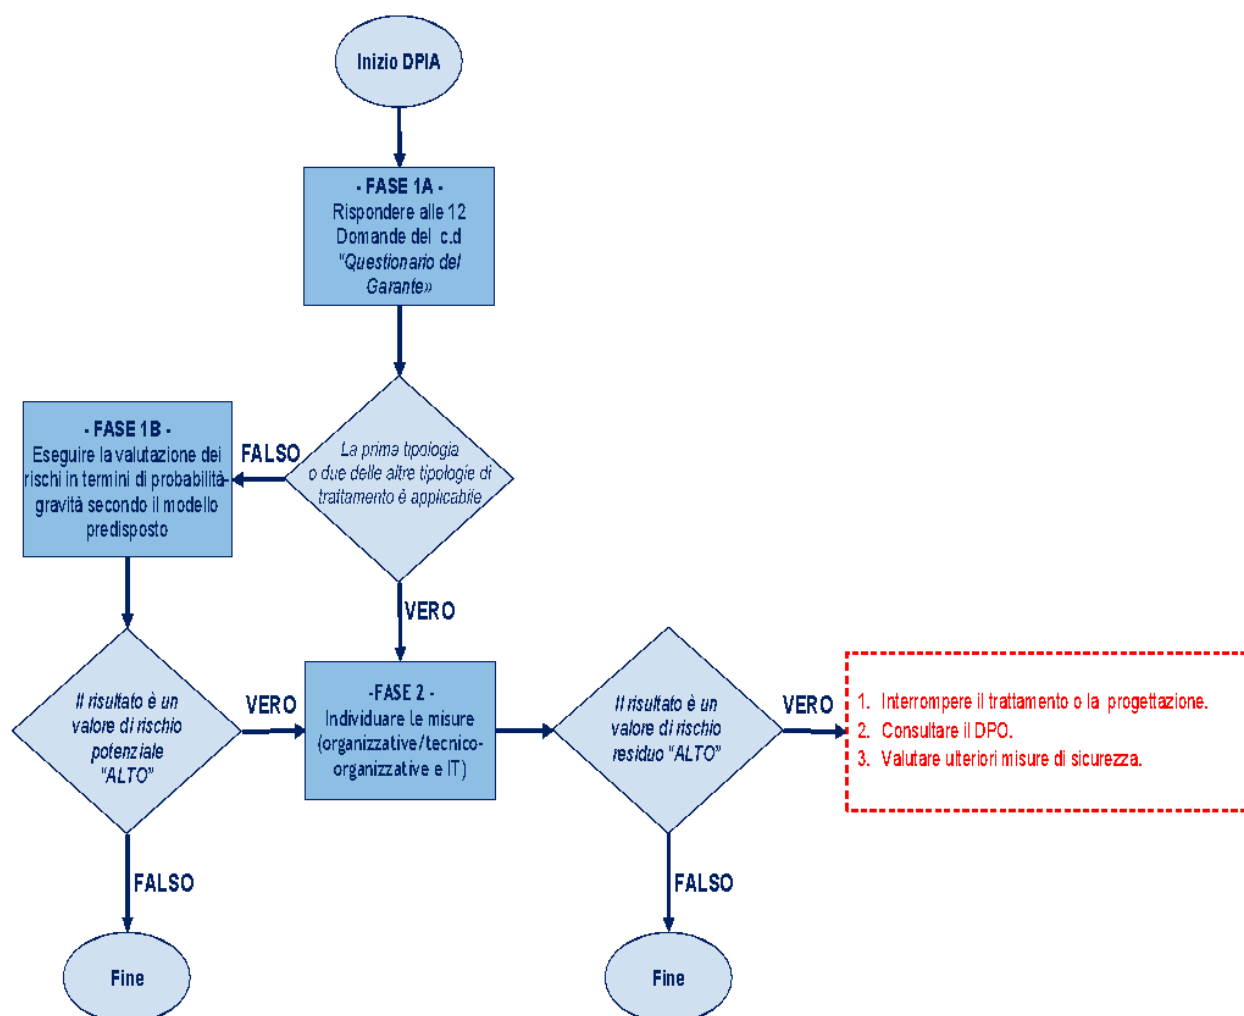 Inizio DPIA
- FASE 1A -
Rispondere alle 12
Domande del c.d
"Questionario del
Garante»
- FASE 1B -
Eseguire la valutazione dei
rischi in termini di probabilità-
gravità secondo il modello
predisposto
FALSO
La prima tipologia
o due delle altre tipologie di
trattamento è applicabile
VERO
Il risultato è un
valore di rischio
potenziale
“ALTO”
VERO
-FASE 2 -
Individuare le misure
(organizzative/tecnico-
organizzative e IT)
Il risultato è un
valore di rischio
residuo “ALTO”
VERO
1. Interrompere il trattamento o la progettazione.
2. Consultare il DPO.
3. Valutare ulteriori misure di sicurezza.
FALSO
FALSO
Fine
Fine